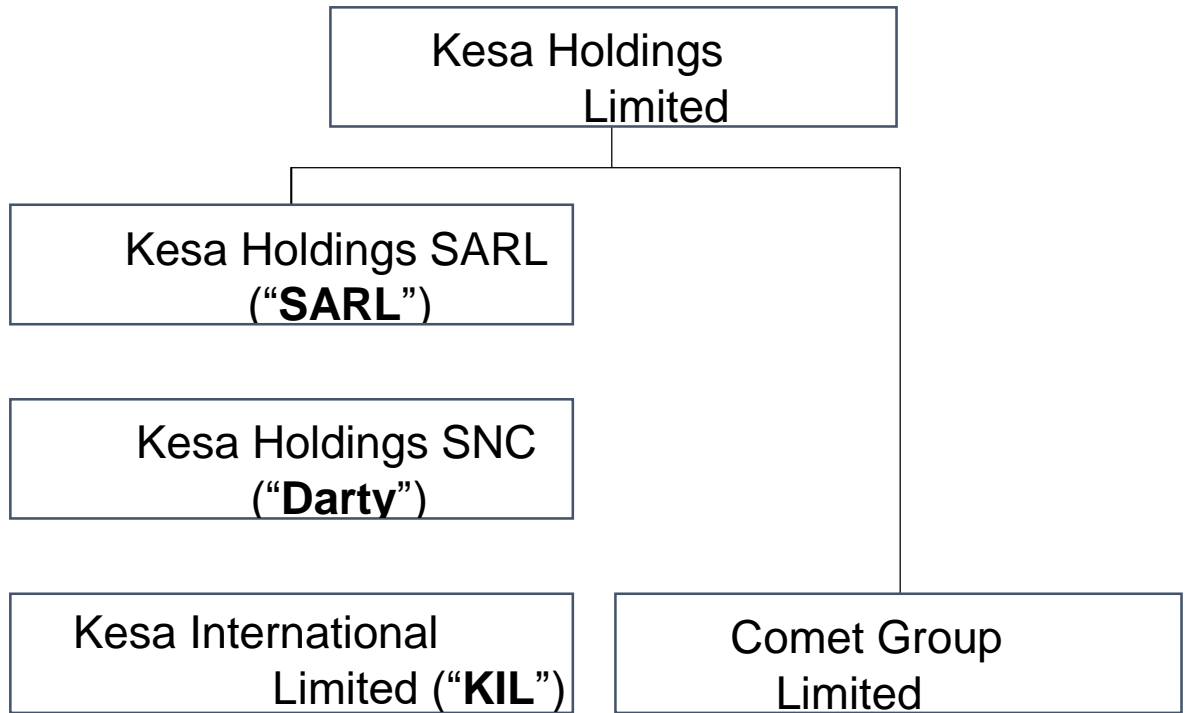 Kesa Holdings
Limited
Kesa Holdings SARL
(“SARL”)
Kesa Holdings SNC
(“Darty”)
Kesa International
Limited (“KIL”)
Comet Group
Limited